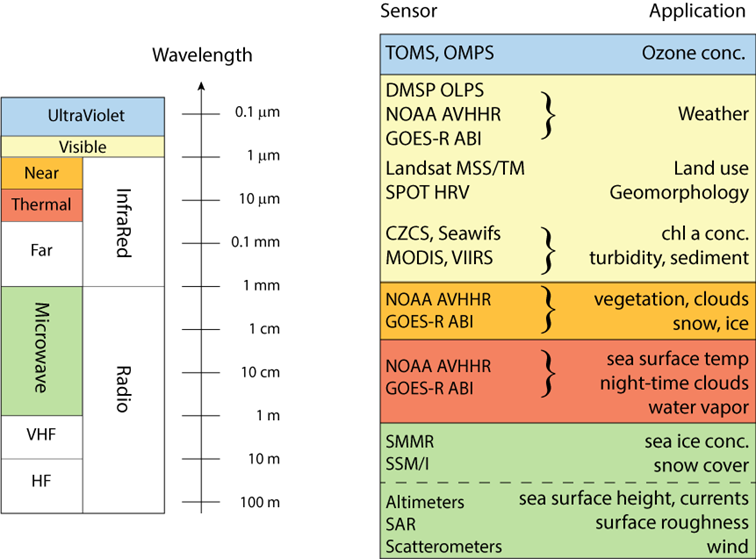 Wavelength
UltraViolet
Visible
Near
Thermal
Far
InfraRed
Microwave
Radio
VHF
HF
0.1 μm
1 μm
10 μm
0.1 mm
1 mm
1 cm
10 cm
1 m
10 m
100 m
Sensor Application
TOMS, OMPS Ozone conc.
DMSP OLPS
NOAA AVHHR Weather
GOES-R ABI
Landsat MSS/TM Land use
SPOT HRV Geomorphology
CZCS, Seawifs chl a conc.
MODIS, VIIRS turbidity, sediment
NOAA AVHHR vegetation, clouds
GOES-R ABI snow, ice
NOAA AVHHR sea surface temp
GOES-R ABI night-time clouds
water vapor
SMMR sea ice conc.
SSM/I snow cover
Altimeters sea surface height, currents
SAR surface roughness
Scatterometers wind